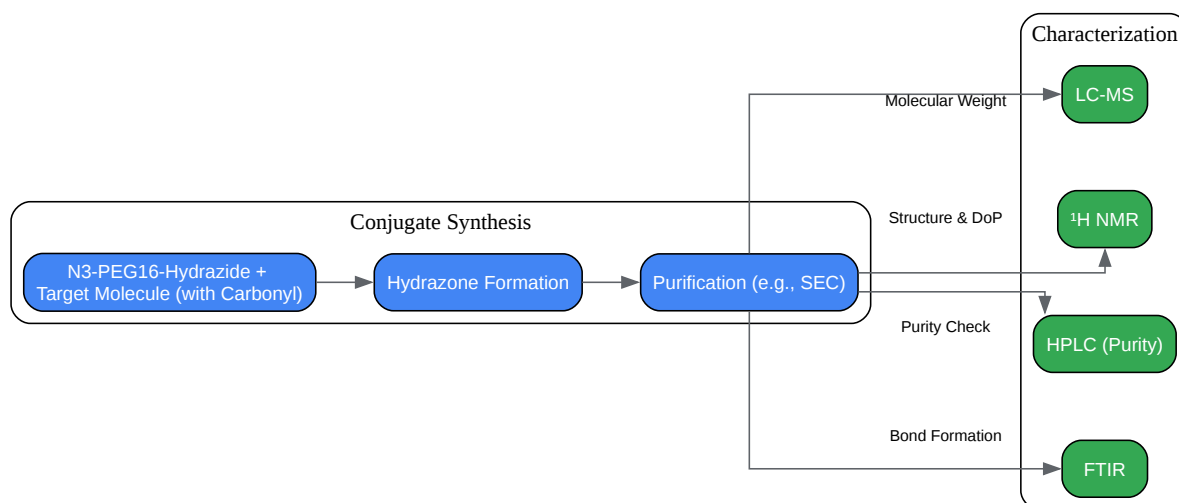 Characterization
LC-MS
Molecular Weight
Conjugate Synthesis
Structure & DoP
¹H NMR
N3-PEG16-Hydrazide +
Target Molecule (with Carbonyl)
Hydrazone Formation
Purification (e.g., SEC)
Purity Check
HPLC (Purity)
Bond Formation
FTIR